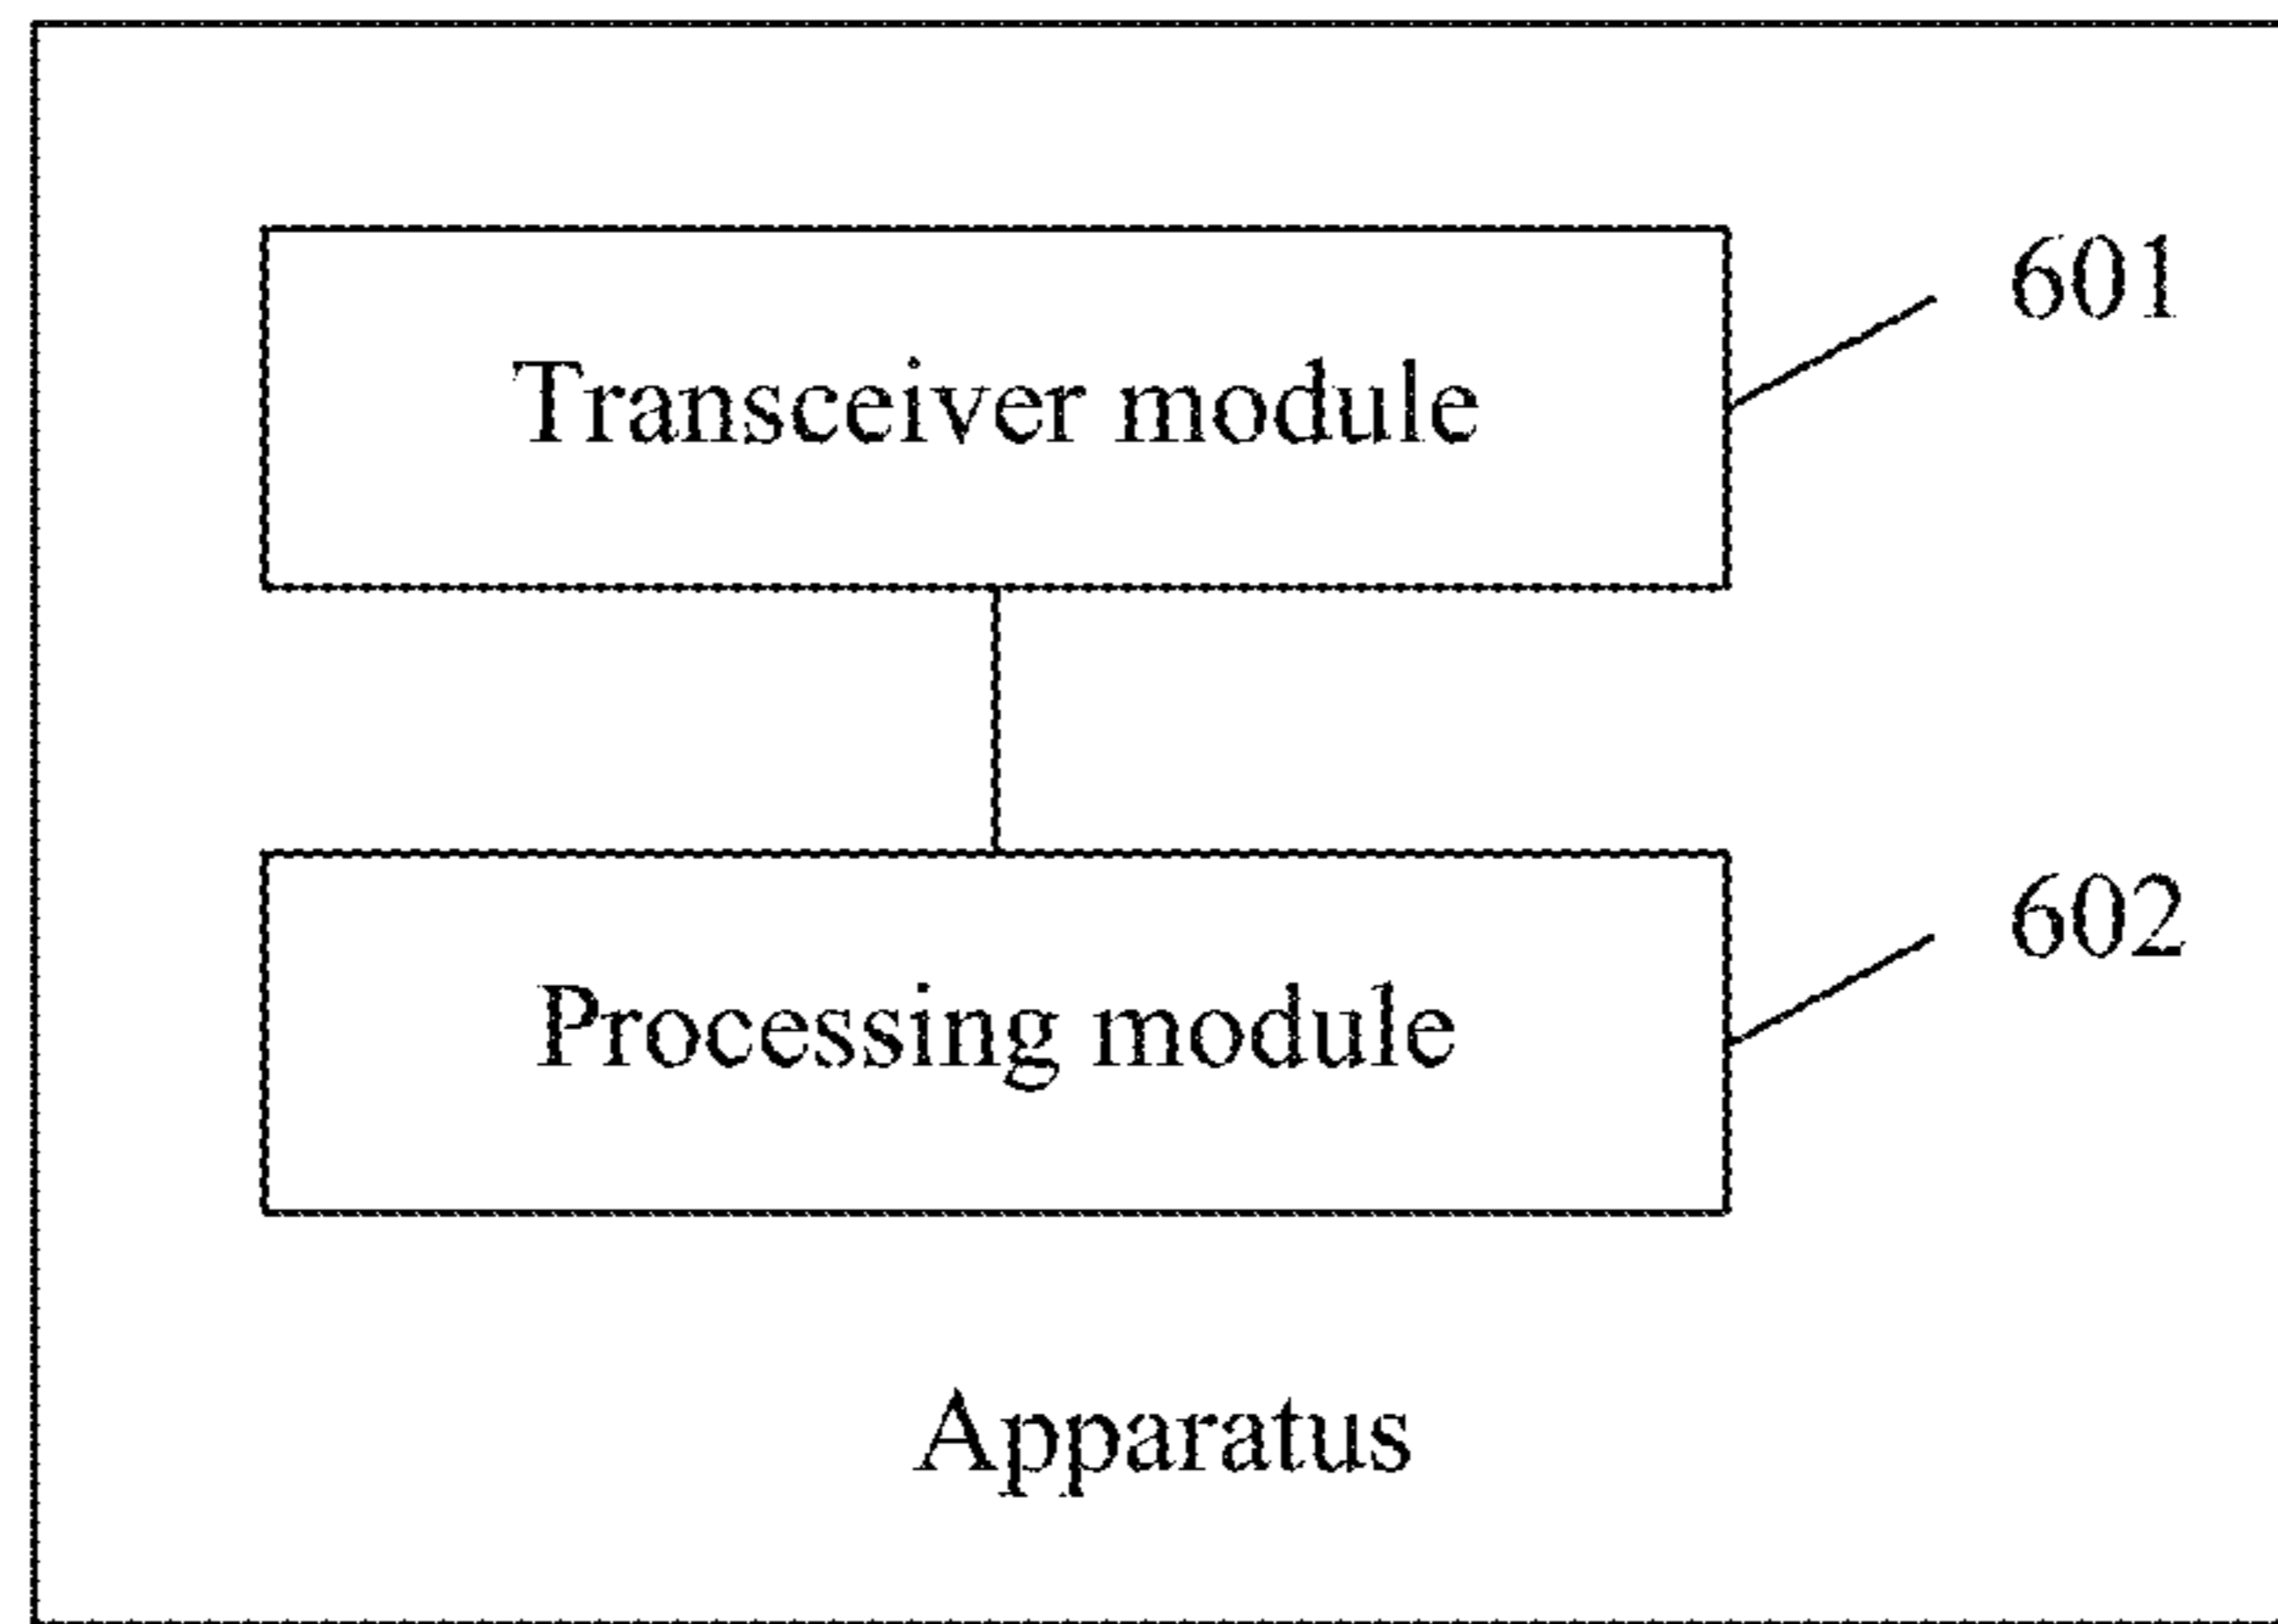 601
Transceiver module
602
Processing module
Apparatus